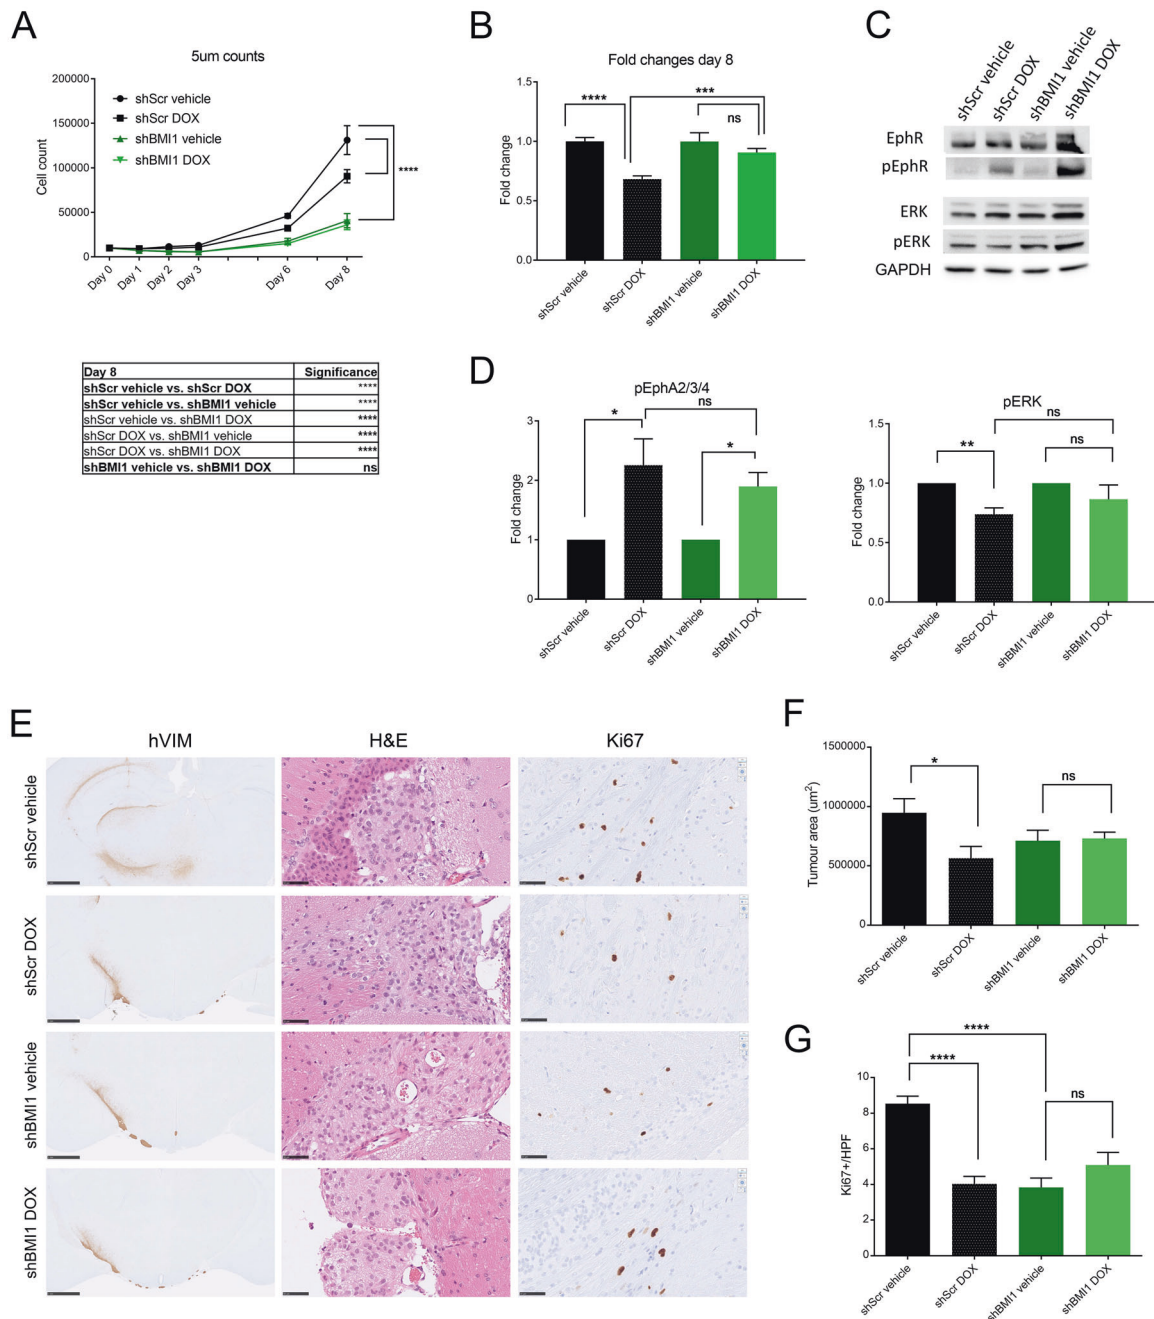 A
5um counts
200000
150000
100000
50000
0
Cell count
shScr vehicle
shScr DOX
shBMI1 vehicle
shBMI1 DOX
****
Day 0
Day 1
Day 2
Day 3
Day 6
Day 8
Day 8 Significance
shScr vehicle vs. shScr DOX ****
shScr vehicle vs. shBMI1 vehicle ****
shScr vehicle vs. shBMI1 DOX ****
shScr DOX vs. shBMI1 vehicle ****
shScr DOX vs. shBMI1 DOX ****
shBMI1 vehicle vs. shBMI1 DOX ns
B
Fold changes day 8
1.5
1.0
0.5
0.0
Fold change
****
***
ns
shScr vehicle
shScr DOX
shBMI1 vehicle
shBMI1 DOX
C
shScr vehicle
shScr DOX
shBMI1 vehicle
shBMI1 DOX
EphR
pEphR
ERK
pERK
GAPDH
D
pEphA2/3/4
3
2
1
0
Fold change
*
ns
*
shScr vehicle
shScr DOX
shBMI1 vehicle
shBMI1 DOX
pERK
1.5
1.0
0.5
0.0
Fold change
**
ns
ns
shScr vehicle
shScr DOX
shBMI1 vehicle
shBMI1 DOX
E
hVIM H&E Ki67
shScr vehicle
shScr DOX
shBMI1 vehicle
shBMI1 DOX
F
1500000
1000000
500000
0
Tumour area (um²)
*
ns
shScr vehicle
shScr DOX
shBMI1 vehicle
shBMI1 DOX
G
10
8
6
4
2
0
Ki67+/HPF
****
****
ns
shScr vehicle
shScr DOX
shBMI1 vehicle
shBMI1 DOX